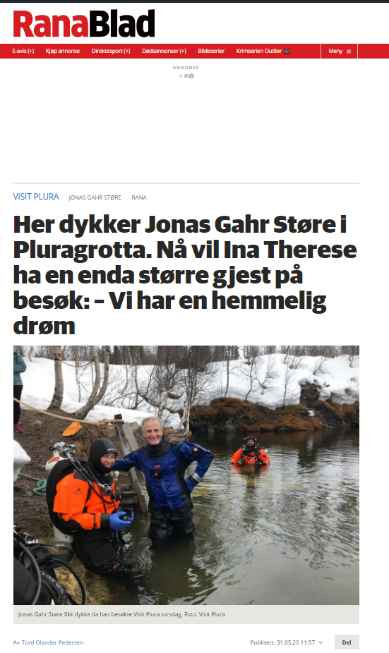 RanaBlad
E-avis (+) Kjøp annonse Direktesport (+) Dødsannonser (+) Bildeserier Krimserien Outlier Meny
ANNONSE
VISIT PLURA JONAS GAHR STØRE RANA
Her dykker Jonas Gahr Støre i
Pluragrotta. Nå vil Ina Therese
ha en enda større gjest på
besøk: – Vi har en hemmelig
drøm
Jonas Gahr Støre fikk dykke da han besøkte Visit Plura torsdag. Foto: Visit Plura
Av Tord Olander Pedersen Publisert: 31.05.20 11:57 Del